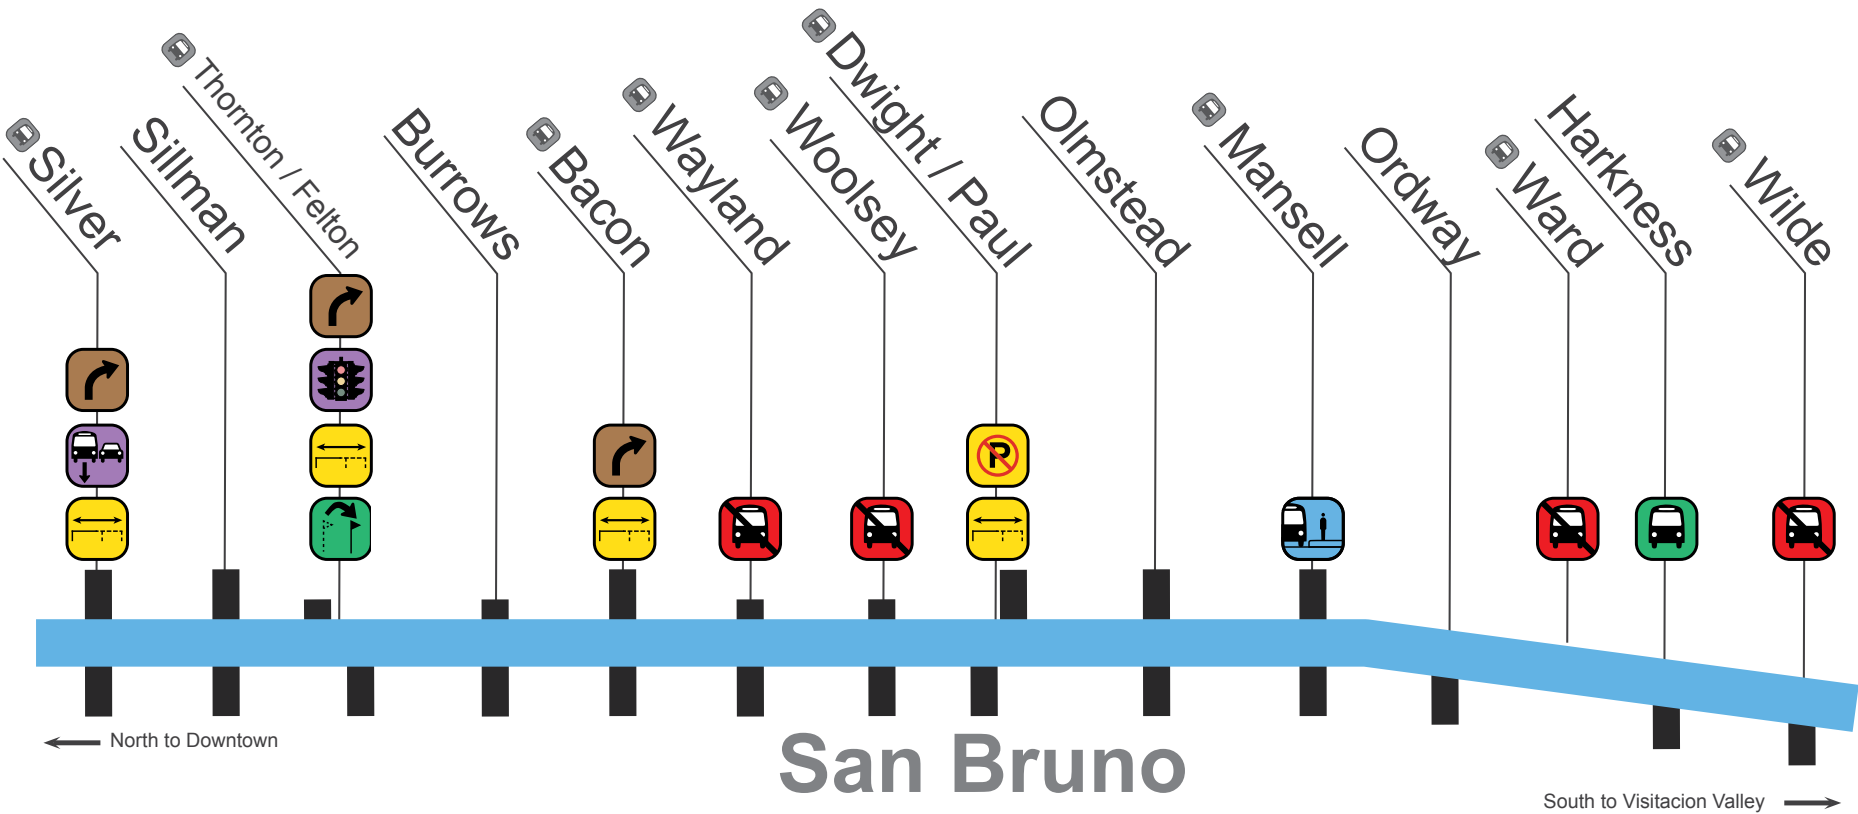 Silver
Sillman
Thornton / Felton
Burrows
Bacon
Wayland
Woolsey
Dwight / Paul
Olmstead
Mansell
Ordway
Ward
Harkness
Wilde
P
North to Downtown
San Bruno
South to Visitacion Valley